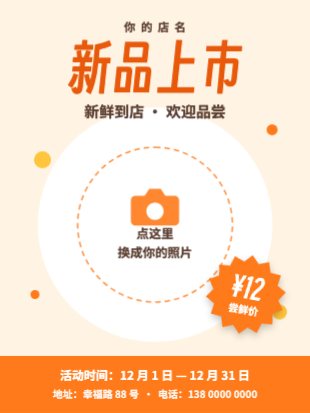 你的店名
新品上市
新鲜到店 · 欢迎品尝
点这里
换成你的照片
¥12
尝鲜价
活动时间：12 月 1 日 — 12 月 31 日
地址：幸福路 88 号 · 电话：138 0000 0000